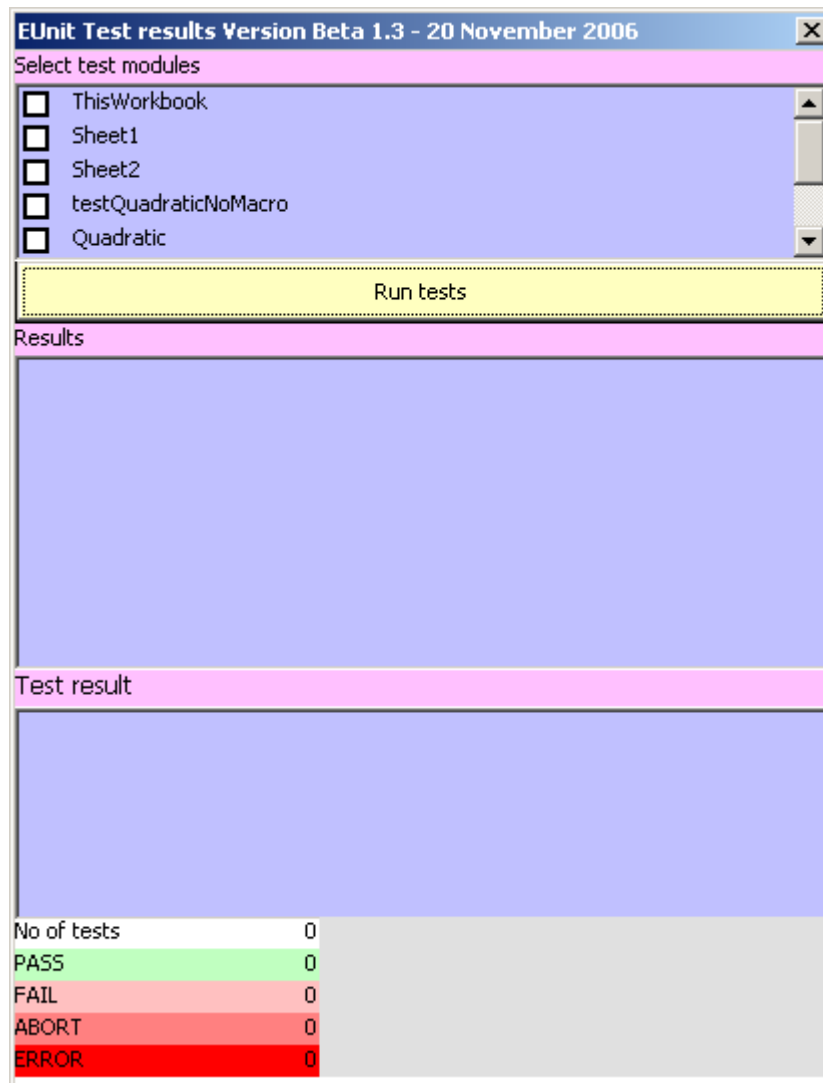 EUnit Test results Version Beta 1.3 - 20 November 2006
Select test modules
ThisWorkbook
Sheet1
Sheet2
testQuadraticNoMacro
Quadratic
Run tests
Results
Test result
No of tests 0
PASS 0
FAIL 0
ABORT 0
ERROR 0